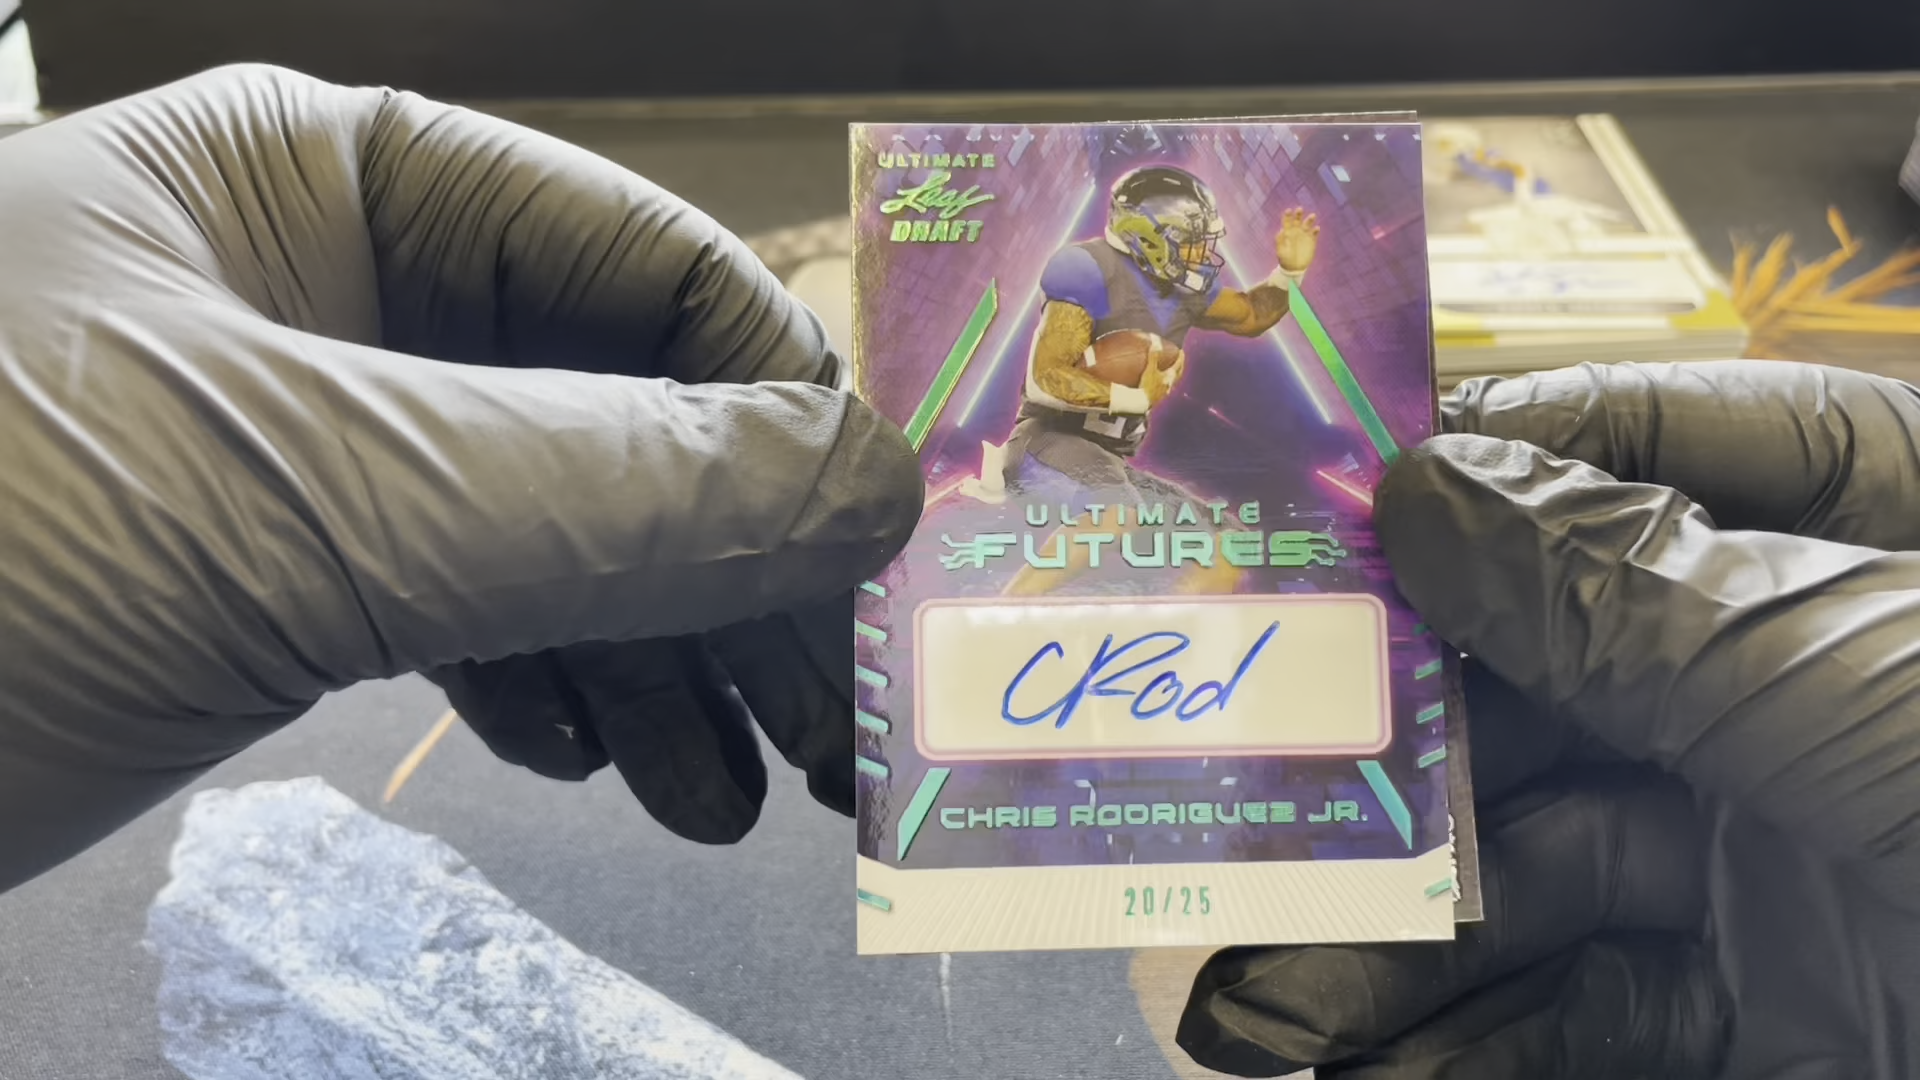 ULTIMATE
Leaf
DRAFT
ULTIMATE
FUTURES
CRod
CHRIS RODRIGUEZ JR.
20/25